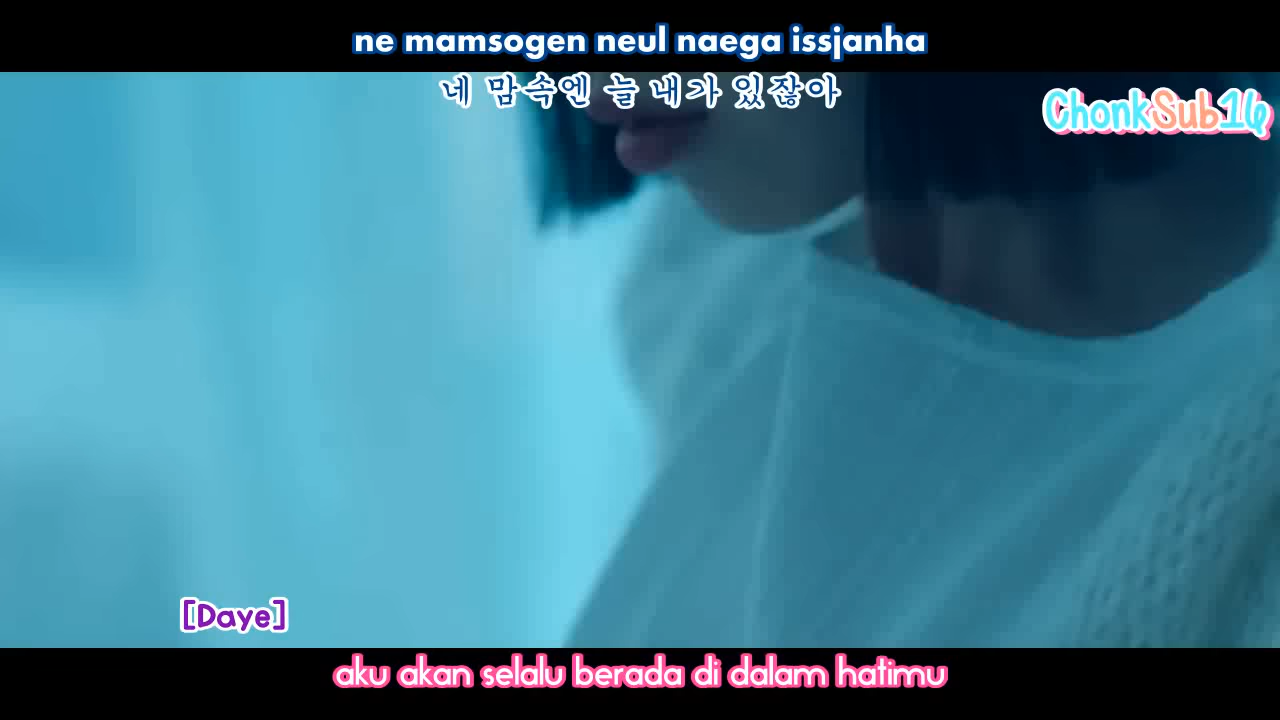 ne mamsogen neul naega issjanha
네 맘속엔 늘 내가 있잖아
ChonkSub16
[Daye]
aku akan selalu berada di dalam hatimu